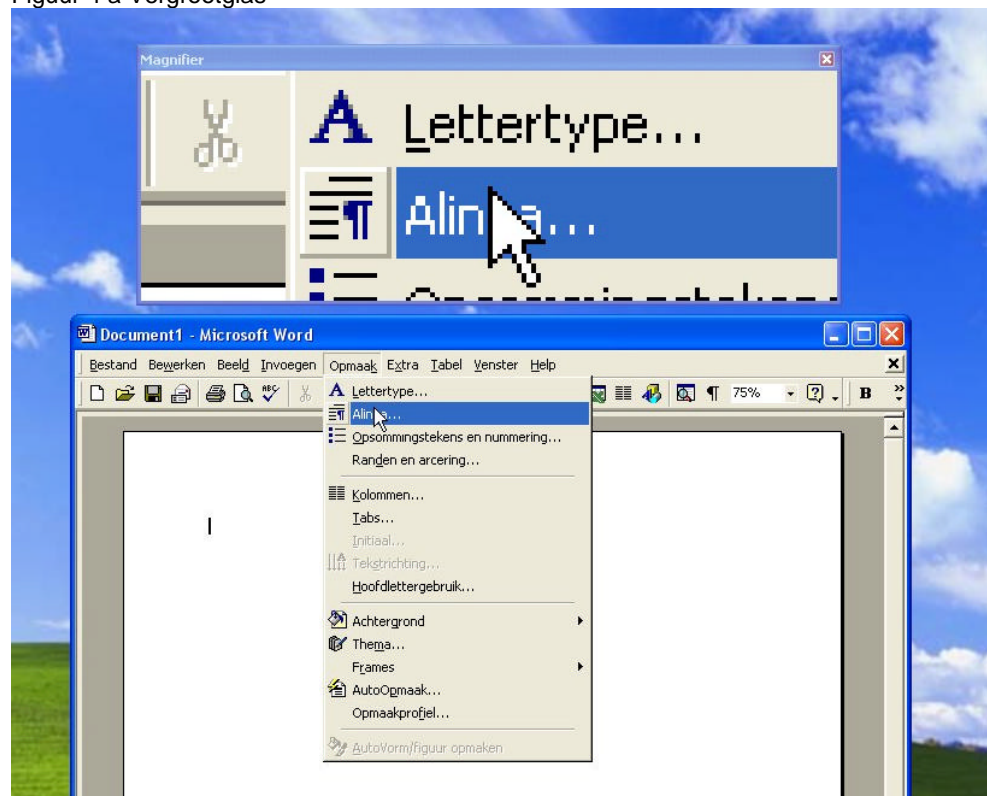 Figuur 4 a Vergrootglas
Magnifier
Lettertype...
Alin a...
Document1 - Microsoft Word
Bestand Bewerken Beeld Invoegen Opmaak Extra Tabel Venster Help
ABC ¶ 75% B
Lettertype...
Alin a...
Opsommingstekens en nummering...
Randen en arcering...
Kolommen...
Tabs...
Initiaal...
Tekstrichting...
Hoofdlettergebruik...
Achtergrond
Thema...
Frames
AutoOpmaak...
Opmaakprofiel...
AutoVorm/figuur opmaken